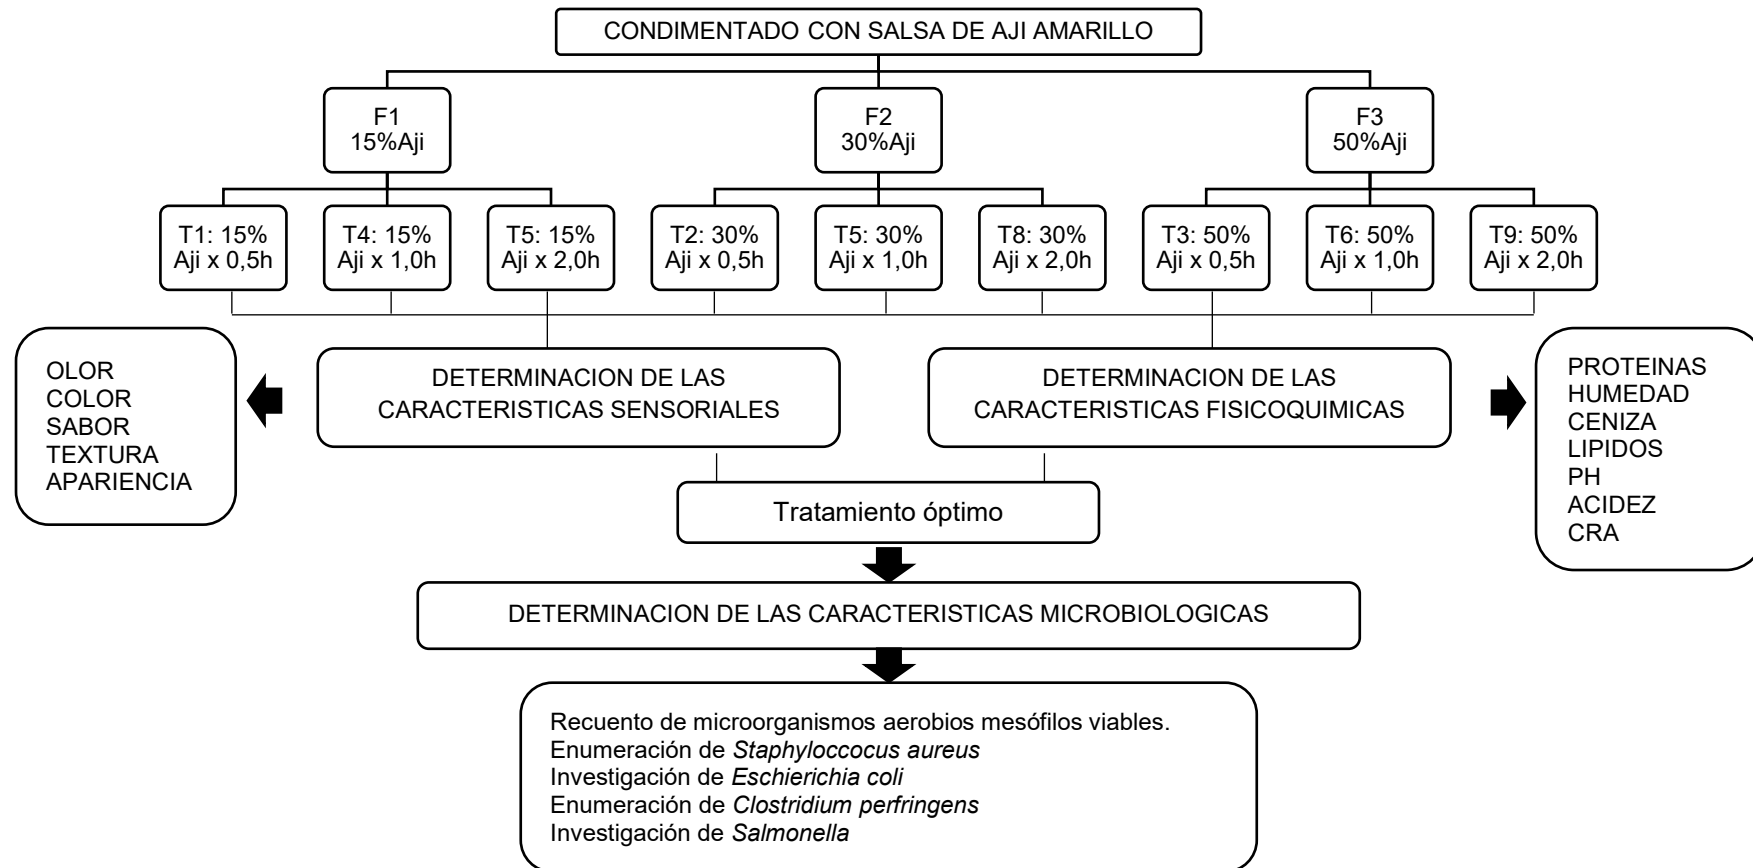 CONDIMENTADO CON SALSA DE AJI AMARILLO
F1
15%Aji
F2
30%Aji
F3
50%Aji
T1: 15%
Aji x 0,5h
T4: 15%
Aji x 1,0h
T5: 15%
Aji x 2,0h
T2: 30%
Aji x 0,5h
T5: 30%
Aji x 1,0h
T8: 30%
Aji x 2,0h
T3: 50%
Aji x 0,5h
T6: 50%
Aji x 1,0h
T9: 50%
Aji x 2,0h
OLOR
COLOR
SABOR
TEXTURA
APARIENCIA
DETERMINACION DE LAS
CARACTERISTICAS SENSORIALES
DETERMINACION DE LAS
CARACTERISTICAS FISICOQUIMICAS
PROTEINAS
HUMEDAD
CENIZA
LIPIDOS
PH
ACIDEZ
CRA
Tratamiento óptimo
DETERMINACION DE LAS CARACTERISTICAS MICROBIOLOGICAS
Recuento de microorganismos aerobios mesófilos viables.
Enumeración de Staphyloccocus aureus
Investigación de Eschierichia coli
Enumeración de Clostridium perfringens
Investigación de Salmonella